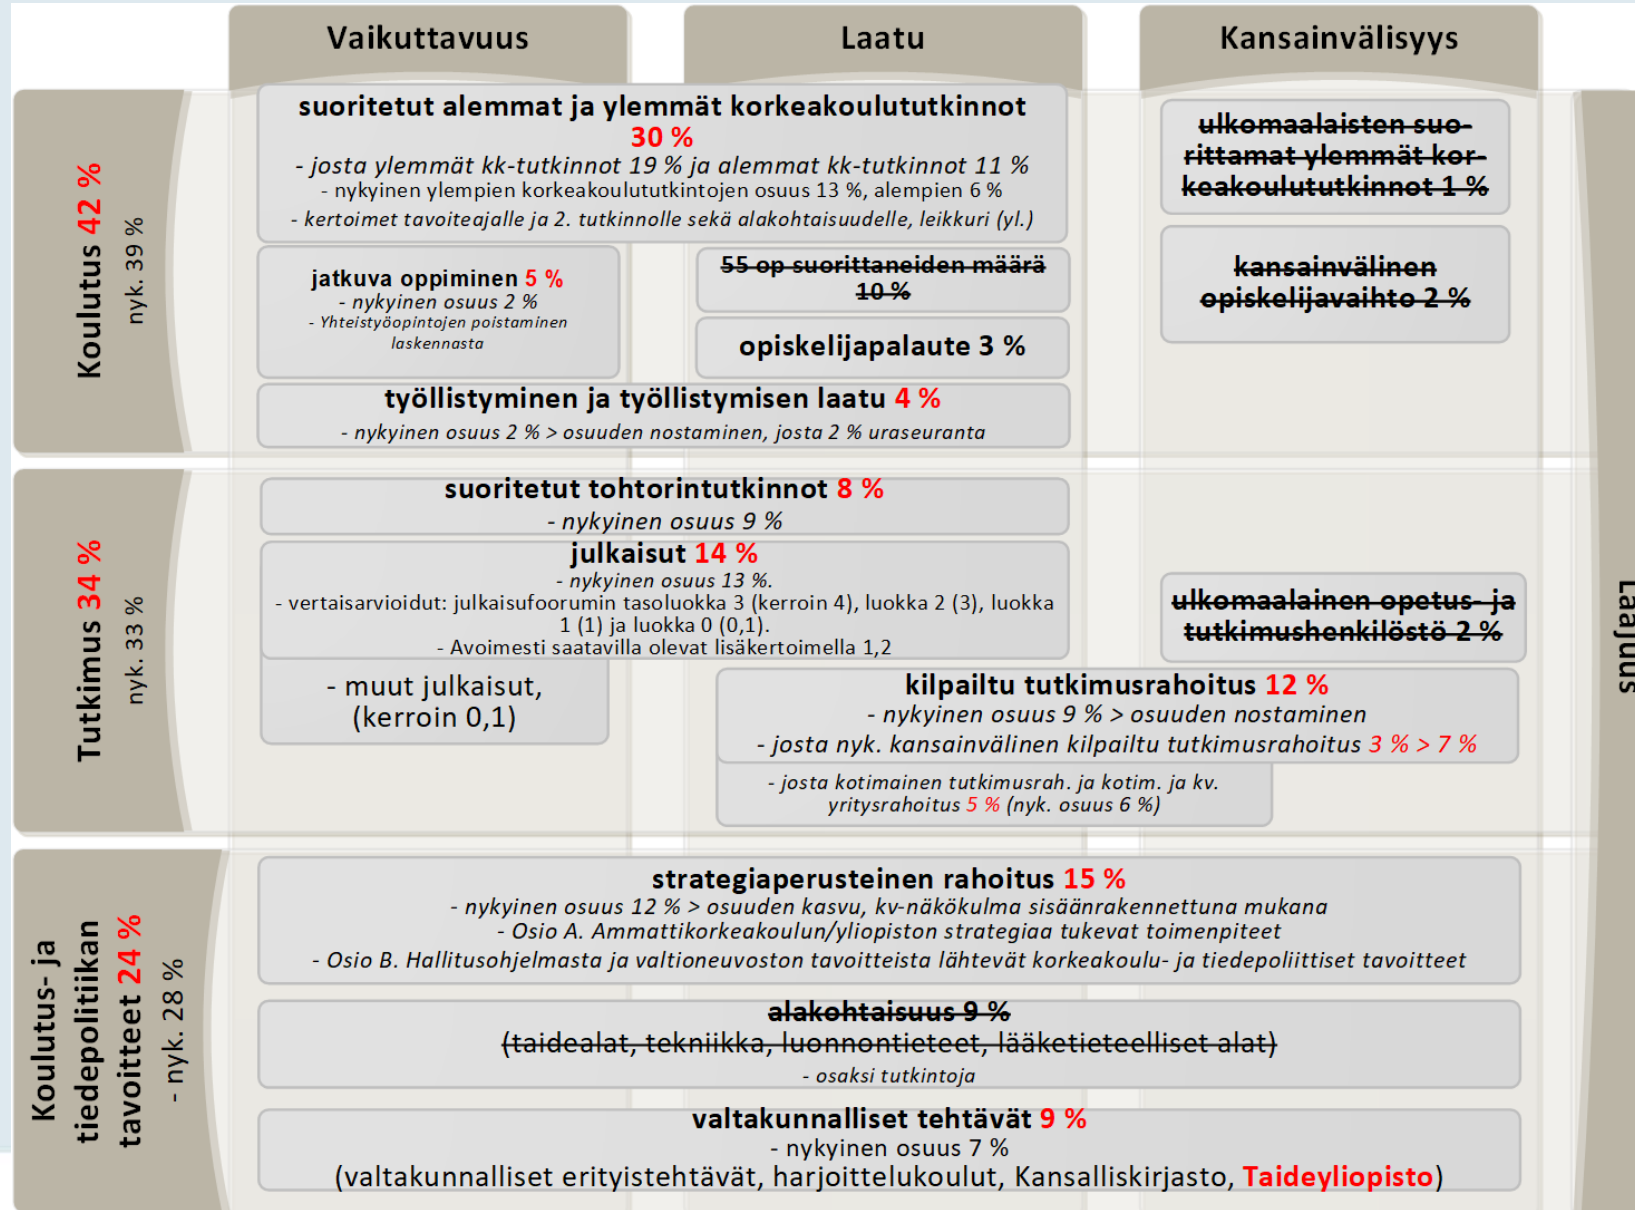 Vaikuttavuus
Laatu
Kansainvälisyys
Koulutus 42 %
nyk. 39 %
suoritetut alemmat ja ylemmät korkeakoulututkinnot
30 %
- josta ylemmät kk-tutkinnot 19 % ja alemmat kk-tutkinnot 11 %
- nykyinen ylempien korkeakoulututkintojen osuus 13 %, alempien 6 %
- kertoimet tavoiteajalle ja 2. tutkinnolle sekä alakohtaisuudelle, leikkuri (yl.)
ulkomaalaisten suo-
rittamat ylemmät kor-
keakoulututkinnot 1 %
jatkuva oppiminen 5 %
- nykyinen osuus 2 %
- Yhteistyöopintojen poistaminen
laskennasta
55 op suorittaneiden määrä
10 %
opiskelijapalaute 3 %
kansainvälinen
opiskelijavaihto 2 %
työllistyminen ja työllistymisen laatu 4 %
- nykyinen osuus 2 % > osuuden nostaminen, josta 2 % uraseuranta
Tutkimus 34 %
nyk. 33 %
suoritetut tohtorintutkinnot 8 %
- nykyinen osuus 9 %
julkaisut 14 %
- nykyinen osuus 13 %.
- vertaisarvioidut: julkaisufoorumin tasoluokka 3 (kerroin 4), luokka 2 (3), luokka
1 (1) ja luokka 0 (0,1).
- Avoimesti saatavilla olevat lisäkertoimella 1,2
- muut julkaisut,
(kerroin 0,1)
ulkomaalainen opetus- ja
tutkimushenkilöstö 2 %
kilpailtu tutkimusrahoitus 12 %
- nykyinen osuus 9 % > osuuden nostaminen
- josta nyk. kansainvälinen kilpailtu tutkimusrahoitus 3 % > 7 %
- josta kotimainen tutkimusrah. ja kotim. ja kv.
yritysrahoitus 5 % (nyk. osuus 6 %)
Laajuus
Koulutus- ja
tiedepolitiikan
tavoitteet 24 %
- nyk. 28 %
strategiaperusteinen rahoitus 15 %
- nykyinen osuus 12 % > osuuden kasvu, kv-näkökulma sisäänrakennettuna mukana
- Osio A. Ammattikorkeakoulun/yliopiston strategiaa tukevat toimenpiteet
- Osio B. Hallitusohjelmasta ja valtioneuvoston tavoitteista lähtevät korkeakoulu- ja tiedepoliittiset tavoitteet
alakohtaisuus 9 %
(taidealat, tekniikka, luonnontieteet, lääketieteelliset alat)
- osaksi tutkintoja
valtakunnalliset tehtävät 9 %
- nykyinen osuus 7 %
(valtakunnalliset erityistehtävät, harjoittelukoulut, Kansalliskirjasto, Taideyliopisto)